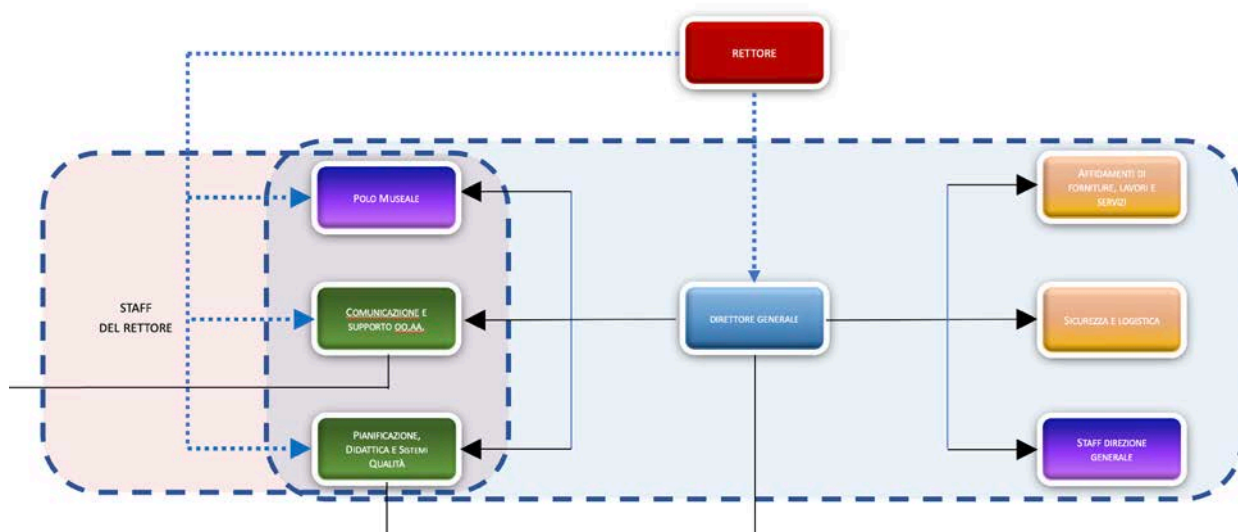 RETTORE
POLO MUSEALE
AFFIDAMENTI DI
FORNITURE, LAVORI E
SERVIZI
STAFF
DEL RETTORE
COMUNICAZIONE E
SUPPORTO OO.AA.
DIRETTORE GENERALE
SICUREZZA E LOGISTICA
PIANIFICAZIONE,
DIDATTICA E SISTEMI
QUALITÀ
STAFF DIREZIONE
GENERALE